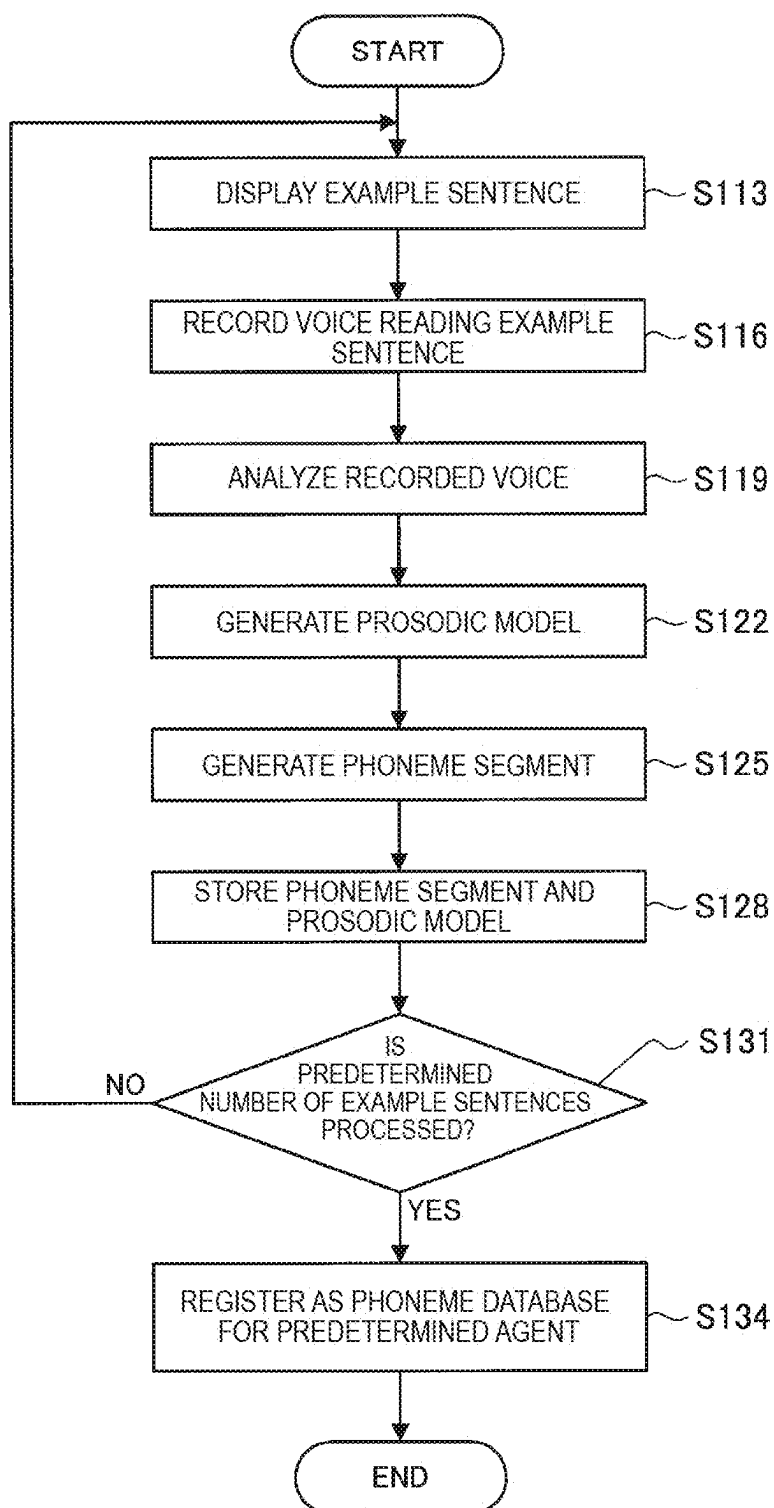 START
DISPLAY EXAMPLE SENTENCE
S113
RECORD VOICE READING EXAMPLE
SENTENCE
S116
ANALYZE RECORDED VOICE
S119
GENERATE PROSODIC MODEL
S122
GENERATE PHONEME SEGMENT
S125
STORE PHONEME SEGMENT AND
PROSODIC MODEL
S128
IS
PREDETERMINED
NUMBER OF EXAMPLE SENTENCES
PROCESSED?
S131
NO
YES
REGISTER AS PHONEME DATABASE
FOR PREDETERMINED AGENT
S134
END